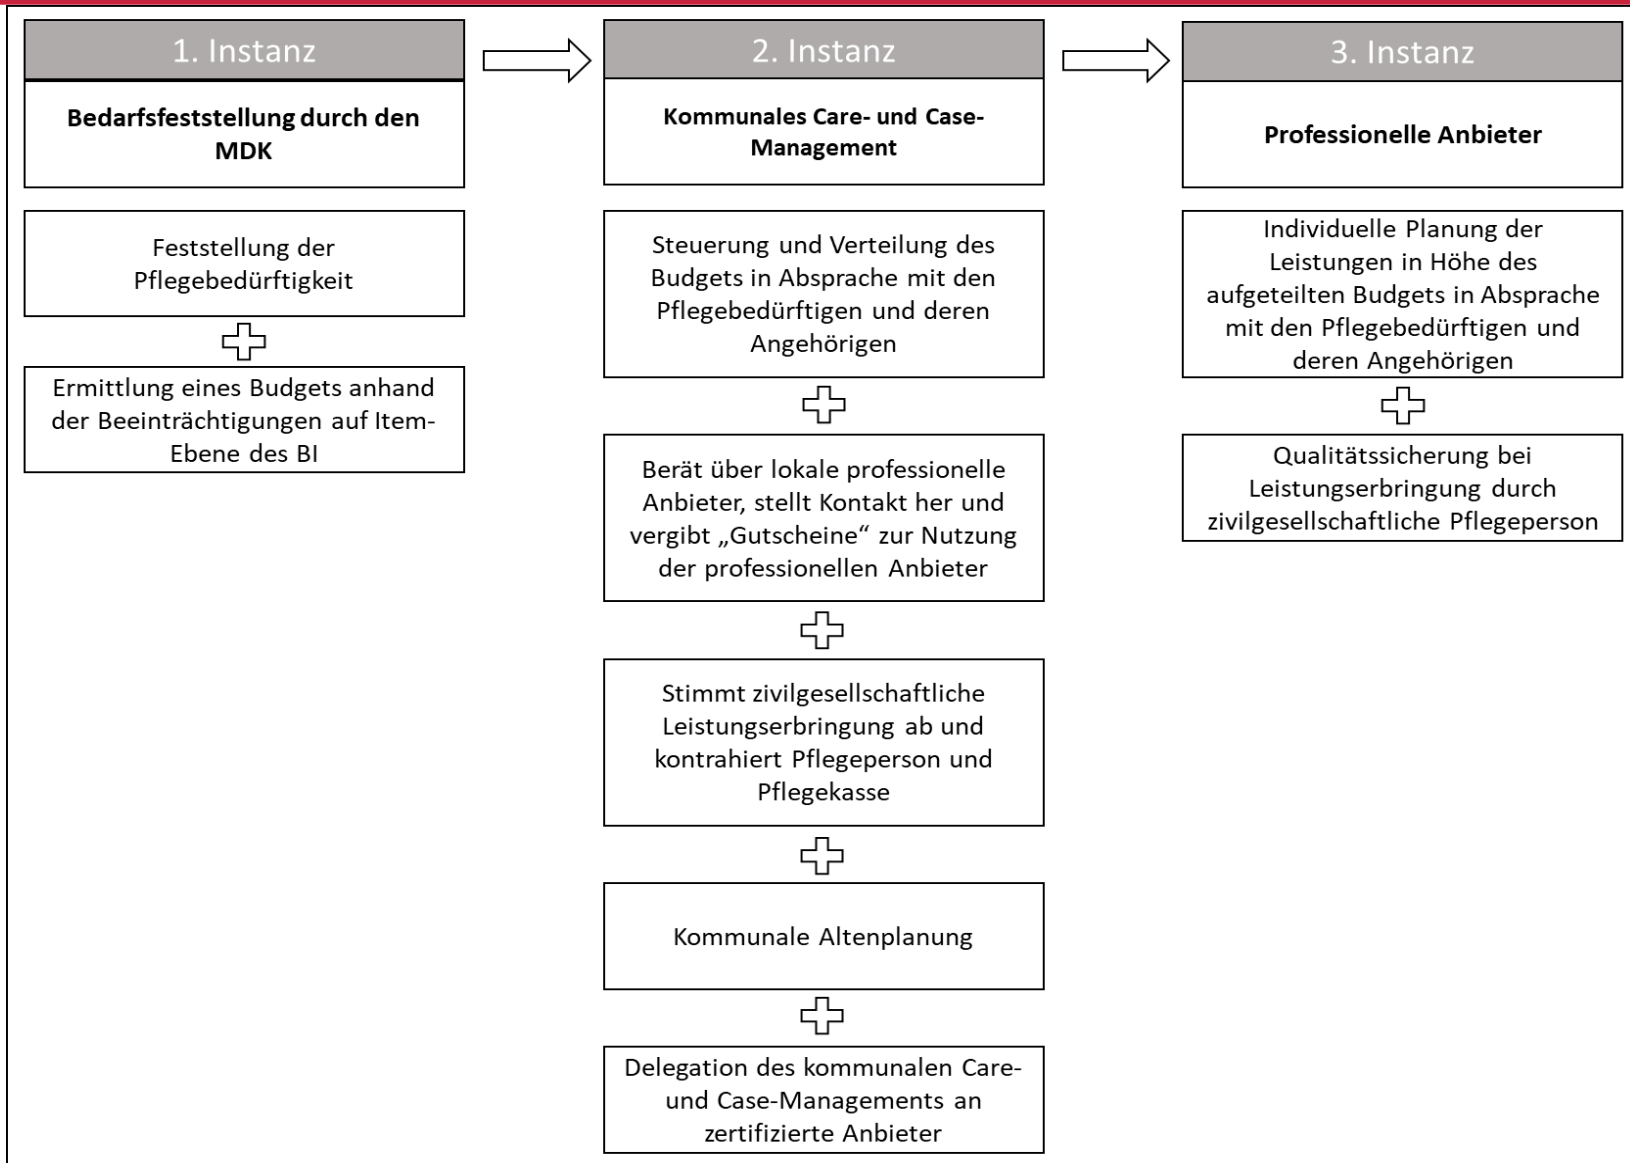 1. Instanz
Bedarfsfeststellung durch den
MDK
Feststellung der
Pflegebedürftigkeit
Ermittlung eines Budgets anhand
der Beeinträchtigungen auf Item-
Ebene des BI
2. Instanz
Kommunales Care- und Case-
Management
Steuerung und Verteilung des
Budgets in Absprache mit den
Pflegebedürftigen und deren
Angehörigen
Berät über lokale professionelle
Anbieter, stellt Kontakt her und
vergibt „Gutscheine“ zur Nutzung
der professionellen Anbieter
Stimmt zivilgesellschaftliche
Leistungserbringung ab und
kontrahiert Pflegeperson und
Pflegekasse
Kommunale Altenplanung
Delegation des kommunalen Care-
und Case-Managements an
zertifizierte Anbieter
3. Instanz
Professionelle Anbieter
Individuelle Planung der
Leistungen in Höhe des
aufgeteilten Budgets in Absprache
mit den Pflegebedürftigen und
deren Angehörigen
Qualitätssicherung bei
Leistungserbringung durch
zivilgesellschaftliche Pflegeperson